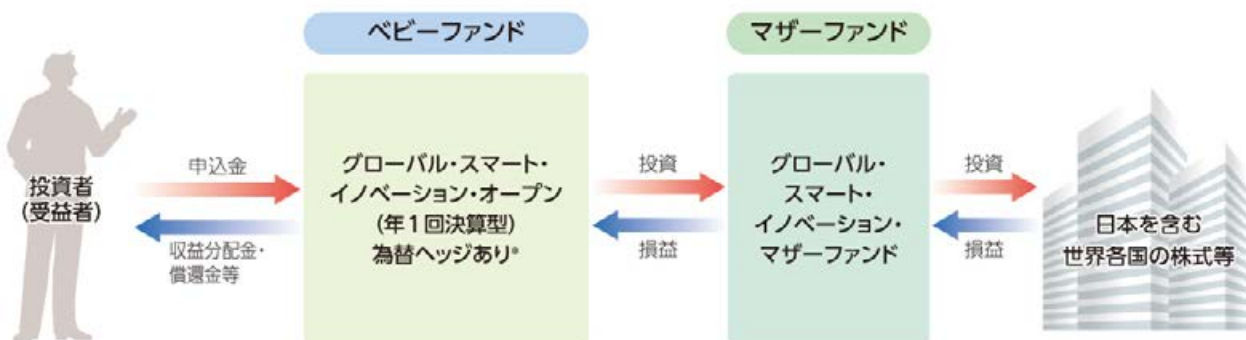 ベビーファンド
マザーファンド
投資者
(受益者)
申込金
収益分配金・
償還金等
グローバル・スマート・
イノベーション・オープン
(年1回決算型)
為替ヘッジあり*
投資
損益
グローバル・
スマート・
イノベーション・
マザーファンド
投資
損益
日本を含む
世界各国の株式等